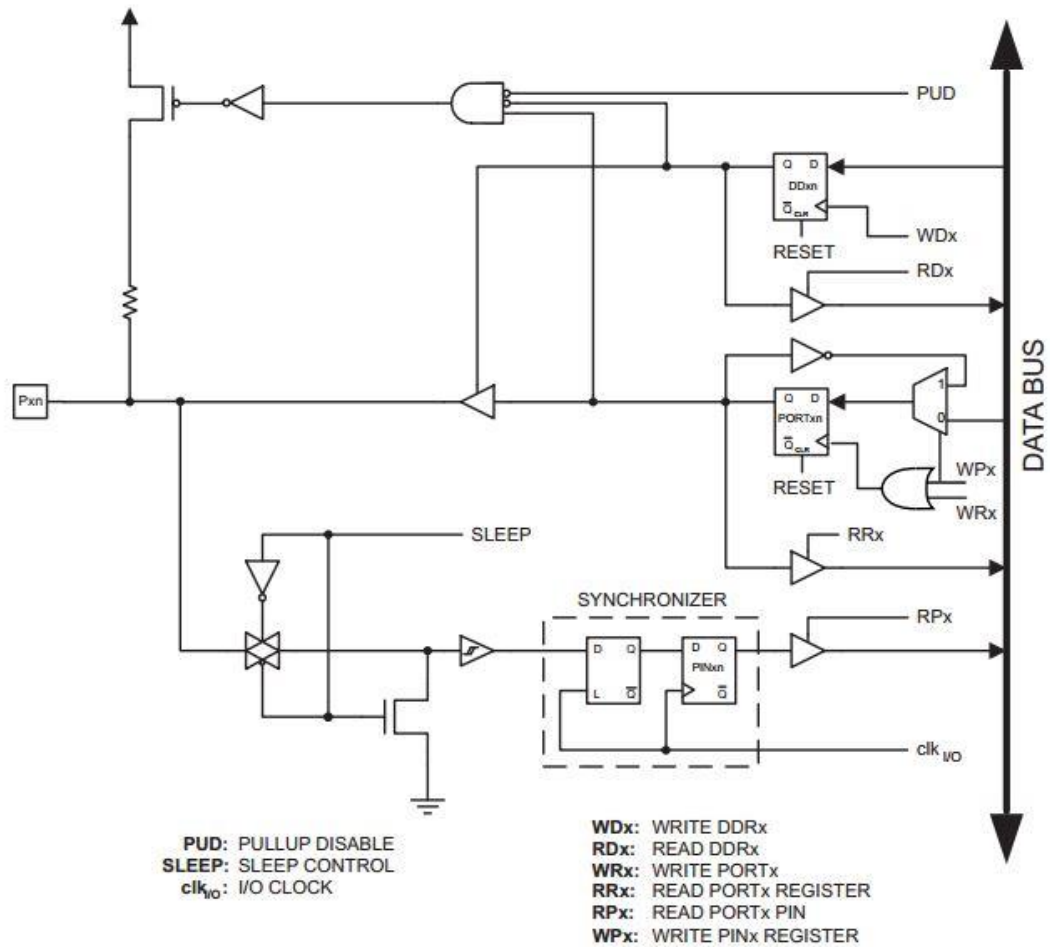 PUD
Q D
DDxn
Q CLR
WDx
RESET
RDx
Pxn
1
Q D
PORTxn
0
Q CLR
WPx
RESET
WRx
DATA BUS
SLEEP
RRx
SYNCHRONIZER
RPx
D Q
D Q
PINxn
L Q
Q
clk I/O
PUD: PULLUP DISABLE
SLEEP: SLEEP CONTROL
clkI/O: I/O CLOCK
WDx: WRITE DDRx
RDx: READ DDRx
WRx: WRITE PORTx
RRx: READ PORTx REGISTER
RPx: READ PORTx PIN
WPx: WRITE PINx REGISTER